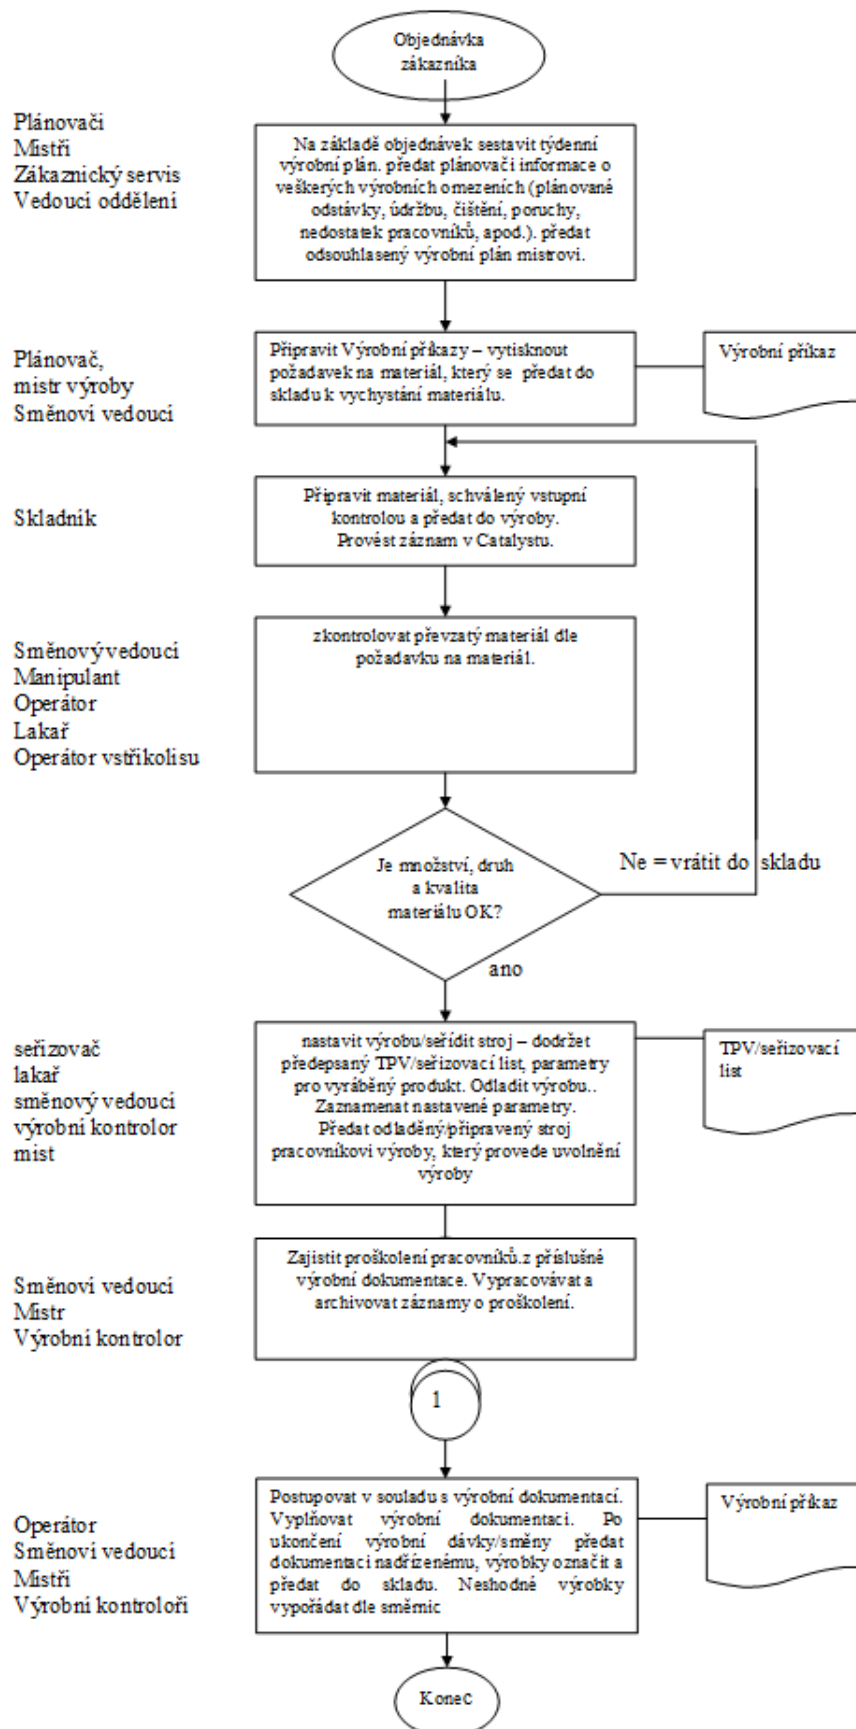 Objednávka
zákazníka
Plánovači
Mistři
Zákaznický servis
Vedoucí oddělení
Na základě objednávek sestavit týdenní
výrobní plán. předat plánovači informace o
veškerých výrobních omezeních (plánované
odstávky, údržbu, čištění, poruchy,
nedostatek pracovníků, apod.). předat
odsouhlasený výrobní plán mistrovi.
Plánovač,
mistr výroby
Směnoví vedoucí
Připravit Výrobní příkazy – vytisknout
požadavek na materiál, který se předat do
skladu k vychystání materiálu.
Výrobní příkaz
Skladník
Připravit materiál, schválený vstupní
kontrolou a předat do výroby.
Provést záznam v Catalystu.
Směnový vedoucí
Manipulant
Operátor
Lakař
Operátor vstřikolisu
zkontrolovat převzatý materiál dle
požadavku na materiál.
Je množství, druh
a kvalita
materiálu OK?
Ne = vrátit do skladu
ano
seřizovač
lakař
směnový vedoucí
výrobní kontrolor
mist
nastavit výrobu/seřídit stroj – dodržet
předepsaný TPV/seřizovací list, parametry
pro vyráběný produkt. Odladit výrobu..
Zaznamenat nastavené parametry.
Předat odladěný/připravený stroj
pracovníkovi výroby, který provede uvolnění
výroby
TPV/seřizovací
list
Směnoví vedoucí
Mistr
Výrobní kontrolor
Zajistit proškolení pracovníků.z příslušné
výrobní dokumentace. Vypracovávat a
archivovat záznamy o proškolení.
1
Operátor
Směnoví vedoucí
Mistři
Výrobní kontroloři
Postupovat v souladu s výrobní dokumentací.
Vyplňovat výrobní dokumentaci. Po
ukončení výrobní dávky/směny předat
dokumentaci nadřízenému, výrobky označit a
předat do skladu. Neshodné výrobky
vypořádat dle směrnic
Výrobní příkaz
Konec